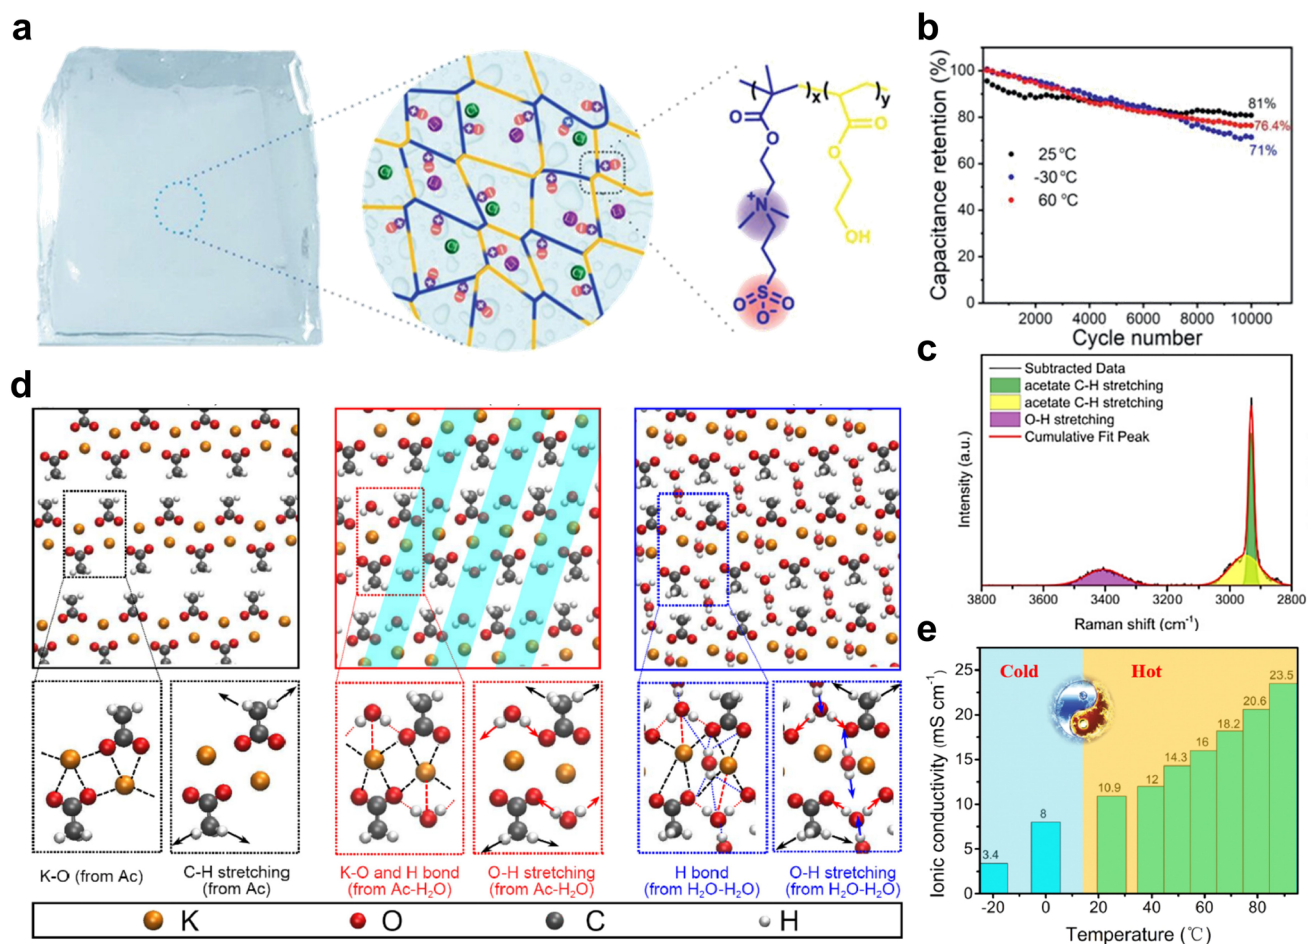 a
O
O
x
y
O
O
+
N
OH
O
S
O
O-
b
Capacitance retention (%)
100
80
60
40
20
0
81%
76.4%
71%
25 °C
-30 °C
60 °C
2000
4000
6000
8000
10000
Cycle number
c
Intensity (a.u.)
Subtracted Data
acetate C-H stretching
acetate C-H stretching
O-H stretching
Cumulative Fit Peak
3800
3600
3400
3200
3000
2800
Raman shift (cm⁻¹)
d
K-O (from Ac)
C-H stretching
(from Ac)
K-O and H bond
(from Ac-H₂O)
O-H stretching
(from Ac-H₂O)
H bond
(from H₂O-H₂O)
O-H stretching
(from H₂O-H₂O)
K
O
C
H
e
Ionic conductivity (mS cm⁻¹)
25
20
15
10
5
0
Cold
Hot
3.4
8
10.9
12
14.3
16
18.2
20.6
23.5
-20
0
20
40
60
80
Temperature (℃)